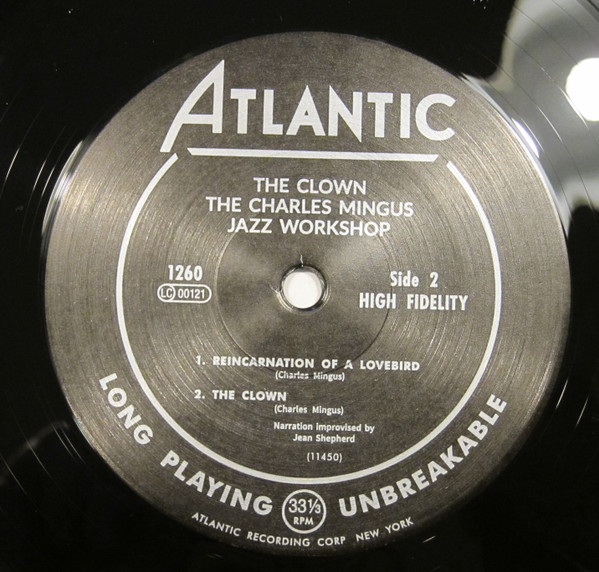 ATLANTIC
THE CLOWN
THE CHARLES MINGUS
JAZZ WORKSHOP
1260
LC 00121
Side 2
HIGH FIDELITY
1. REINCARNATION OF A LOVEBIRD
(Charles Mingus)
2. THE CLOWN
(Charles Mingus)
Narration improvised by
Jean Shepherd
(11450)
LONG PLAYING 33⅓ RPM UNBREAKABLE
ATLANTIC RECORDING CORP NEW YORK